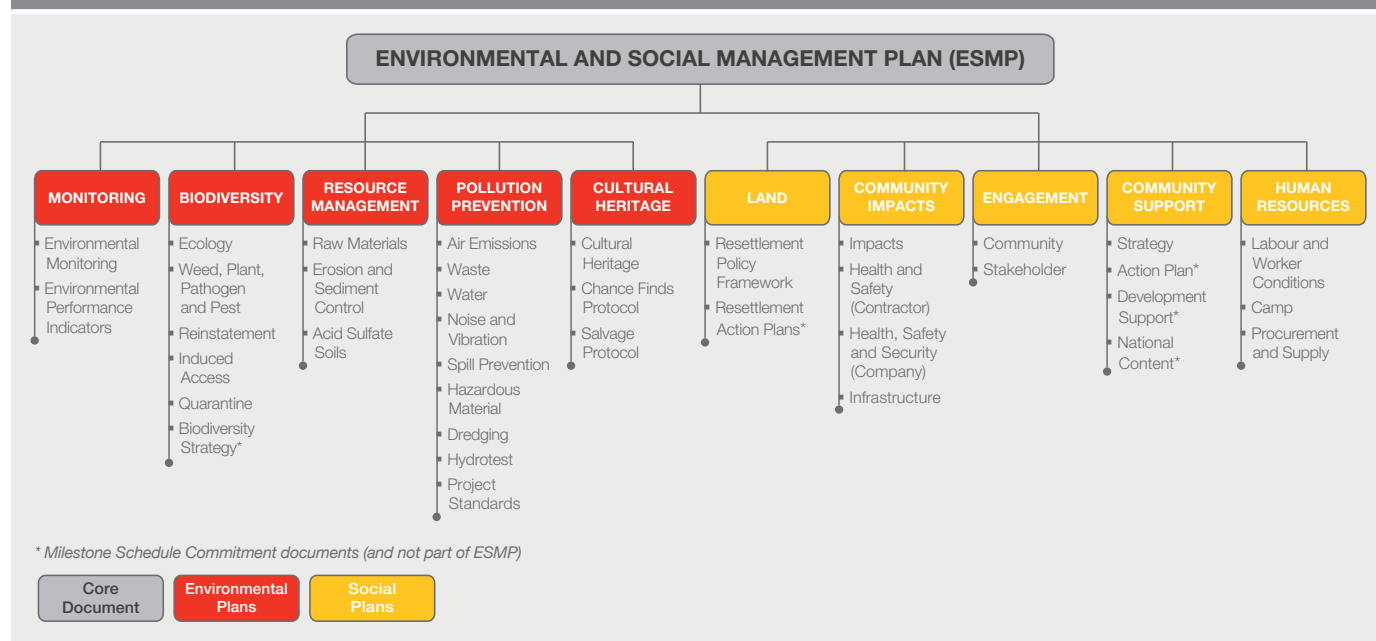 ENVIRONMENTAL AND SOCIAL MANAGEMENT PLAN (ESMP)
MONITORING
Environmental
Monitoring
Environmental
Performance
Indicators
BIODIVERSITY
Ecology
Weed, Plant,
Pathogen
and Pest
Reinstatement
Induced
Access
Quarantine
Biodiversity
Strategy*
RESOURCE
MANAGEMENT
Raw Materials
Erosion and
Sediment
Control
Acid Sulfate
Soils
POLLUTION
PREVENTION
Air Emissions
Waste
Water
Noise and
Vibration
Spill Prevention
Hazardous
Material
Dredging
Hydrotest
Project
Standards
CULTURAL
HERITAGE
Cultural
Heritage
Chance Finds
Protocol
Salvage
Protocol
LAND
Resettlement
Policy
Framework
Resettlement
Action Plans*
COMMUNITY
IMPACTS
Impacts
Health and
Safety
(Contractor)
Health, Safety
and Security
(Company)
Infrastructure
ENGAGEMENT
Community
Stakeholder
COMMUNITY
SUPPORT
Strategy
Action Plan*
Development
Support*
National
Content*
HUMAN
RESOURCES
Labour and
Worker
Conditions
Camp
Procurement
and Supply
* Milestone Schedule Commitment documents (and not part of ESMP)
Core
Document
Environmental
Plans
Social
Plans